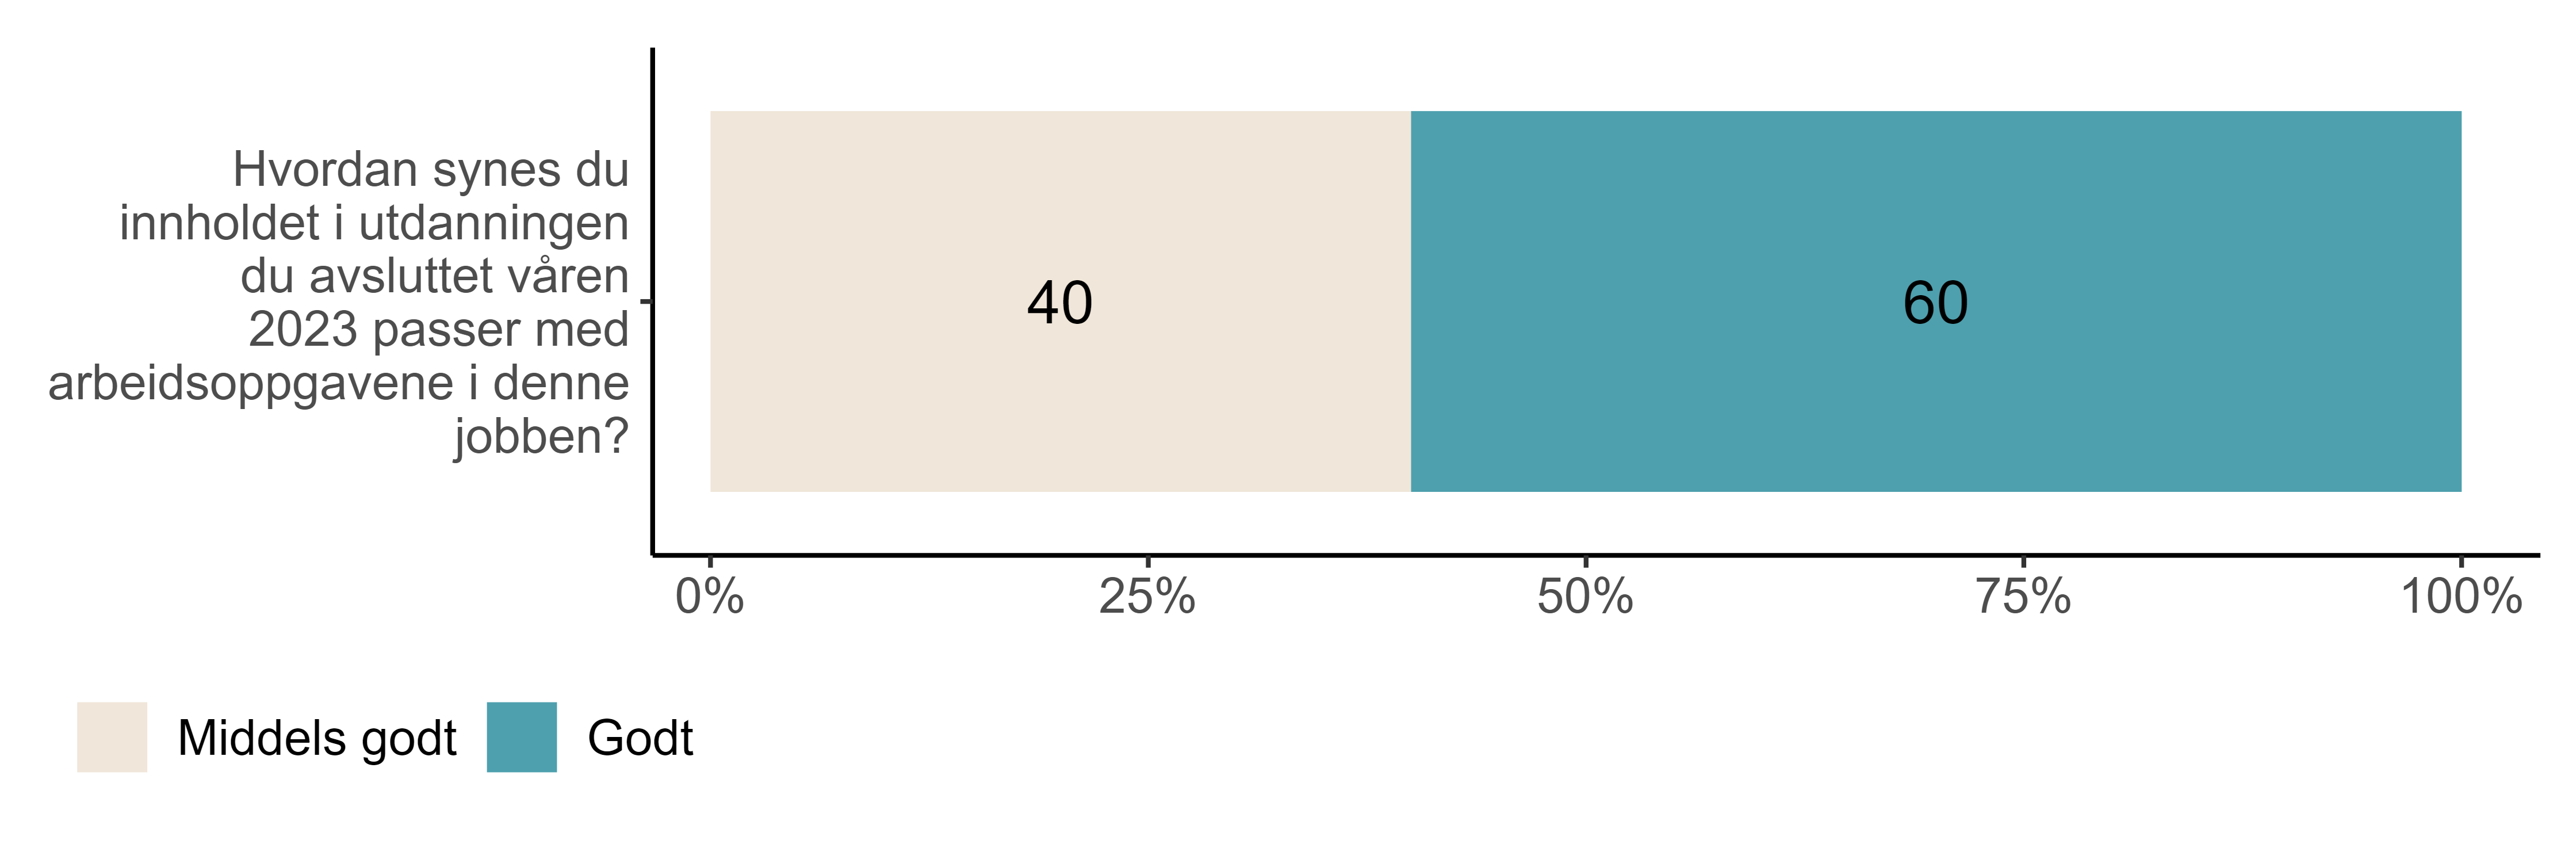 Hvordan synes du
innholdet i utdanningen
du avsluttet våren
2023 passer med
arbeidsoppgavene i denne
jobben?
40
60
0%
25%
50%
75%
100%
Middels godt
Godt